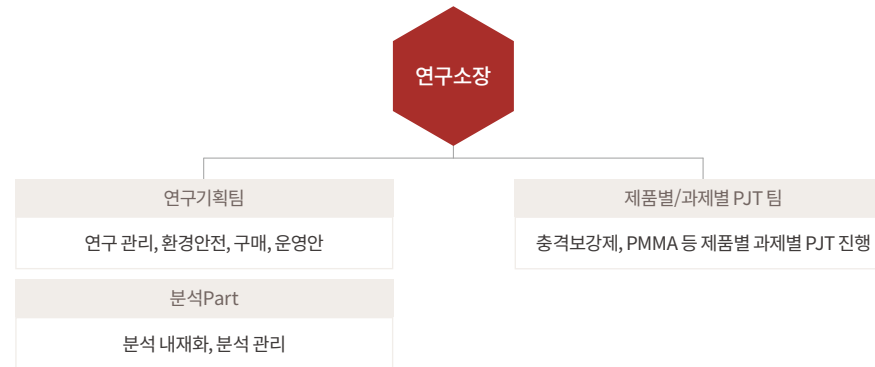 연구소장
연구기획팀
연구 관리, 환경안전, 구매, 운영안
분석Part
분석 내재화, 분석 관리
제품별/과제별 PJT 팀
충격보강제, PMMA 등 제품별 과제별 PJT 진행